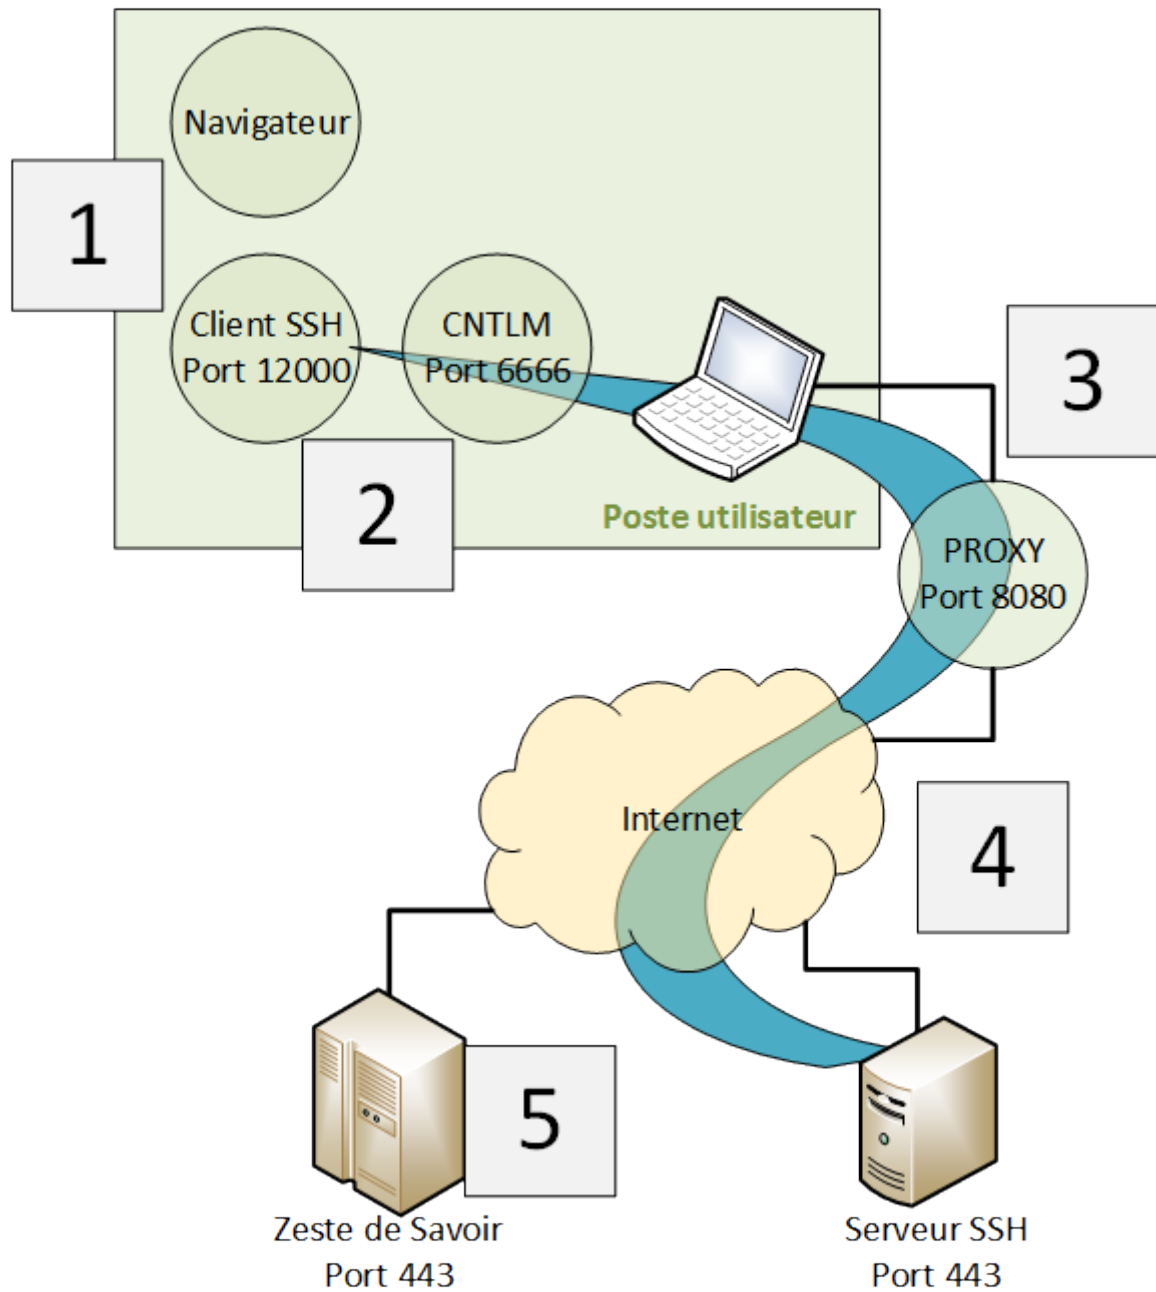 Navigateur
1
Client SSH
Port 12000
CNTLM
Port 6666
2
3
Poste utilisateur
PROXY
Port 8080
Internet
4
5
Zeste de Savoir
Port 443
Serveur SSH
Port 443